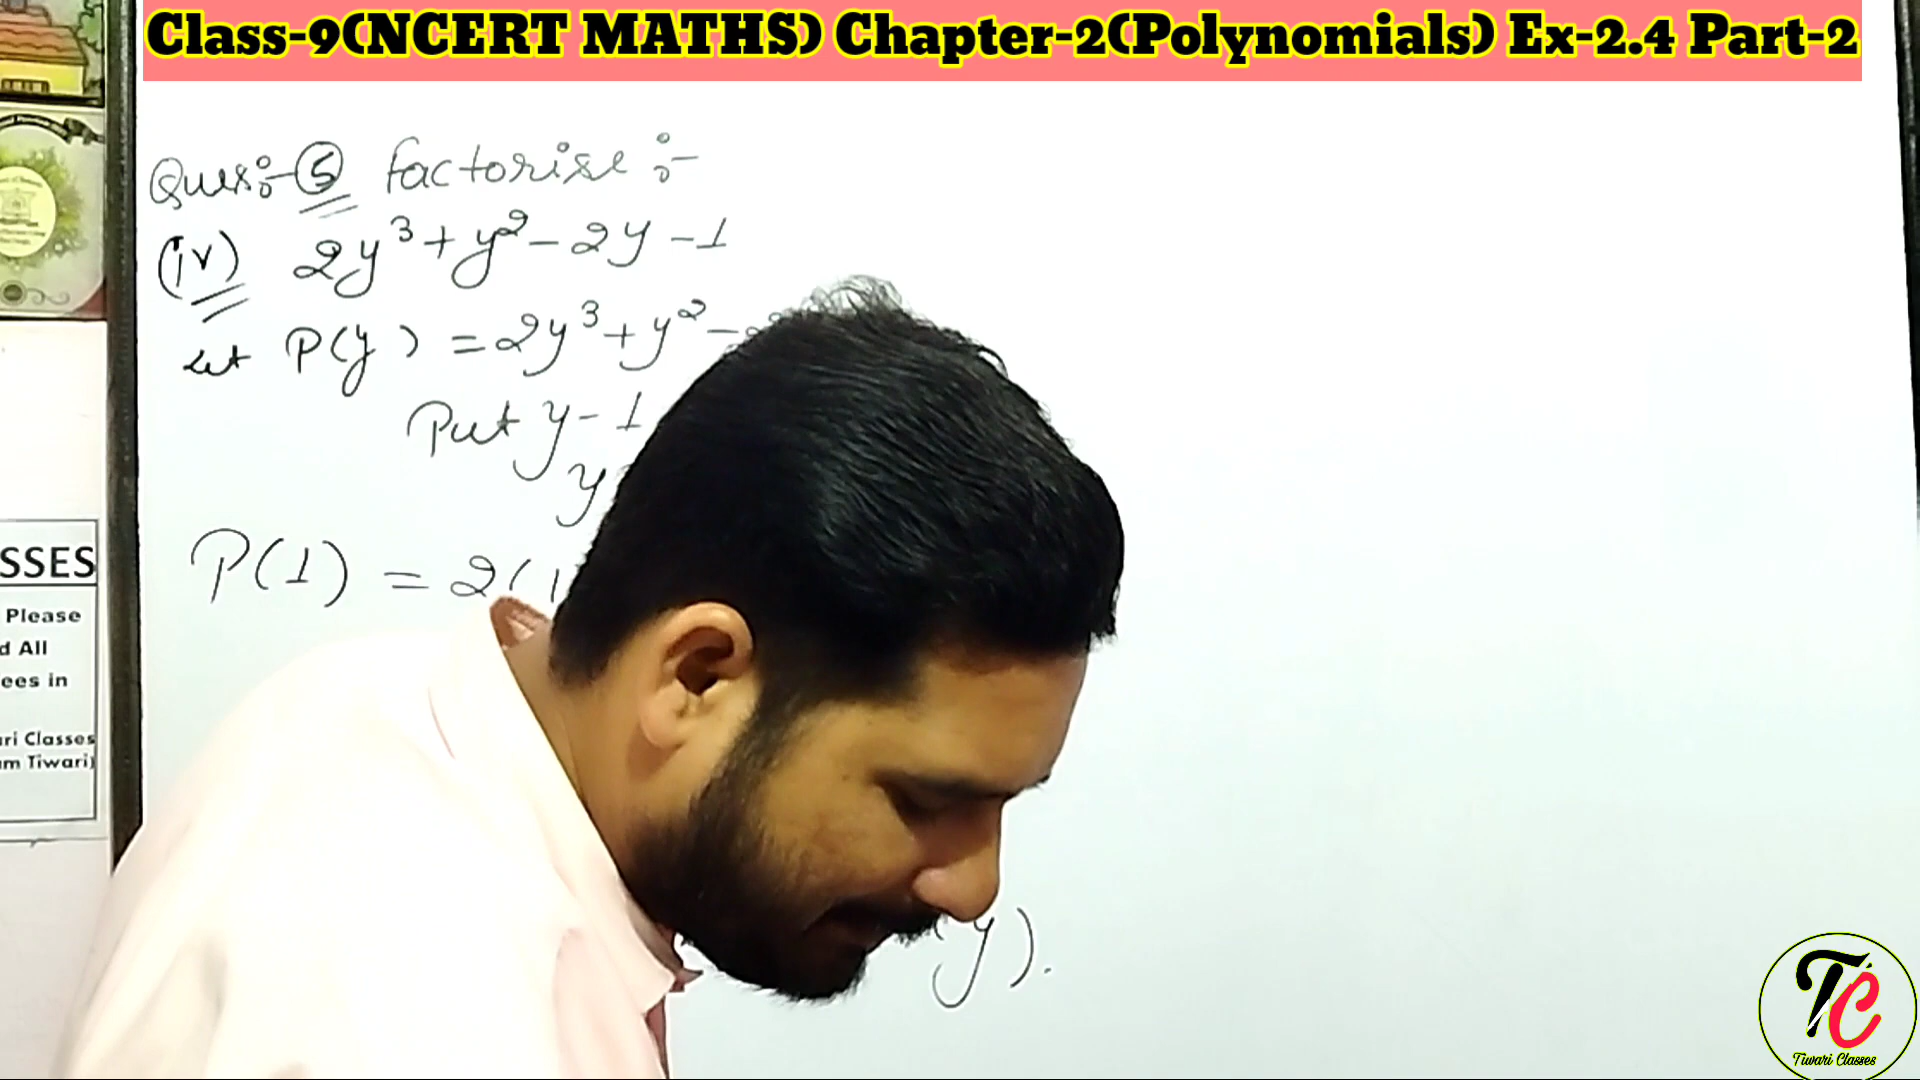 Class-9(NCERT MATHS) Chapter-2(Polynomials) Ex-2.4 Part-2
Ques:-5 factorise :-
(iv) 2y³+y²-2y-1
Let P(y) = 2y³+y²-
Put y-1
y
P(1) = 2(1
y).
SSES
Please
d All
ees in
ri Classes
m Tiwari)
TC
Tiwari Classes